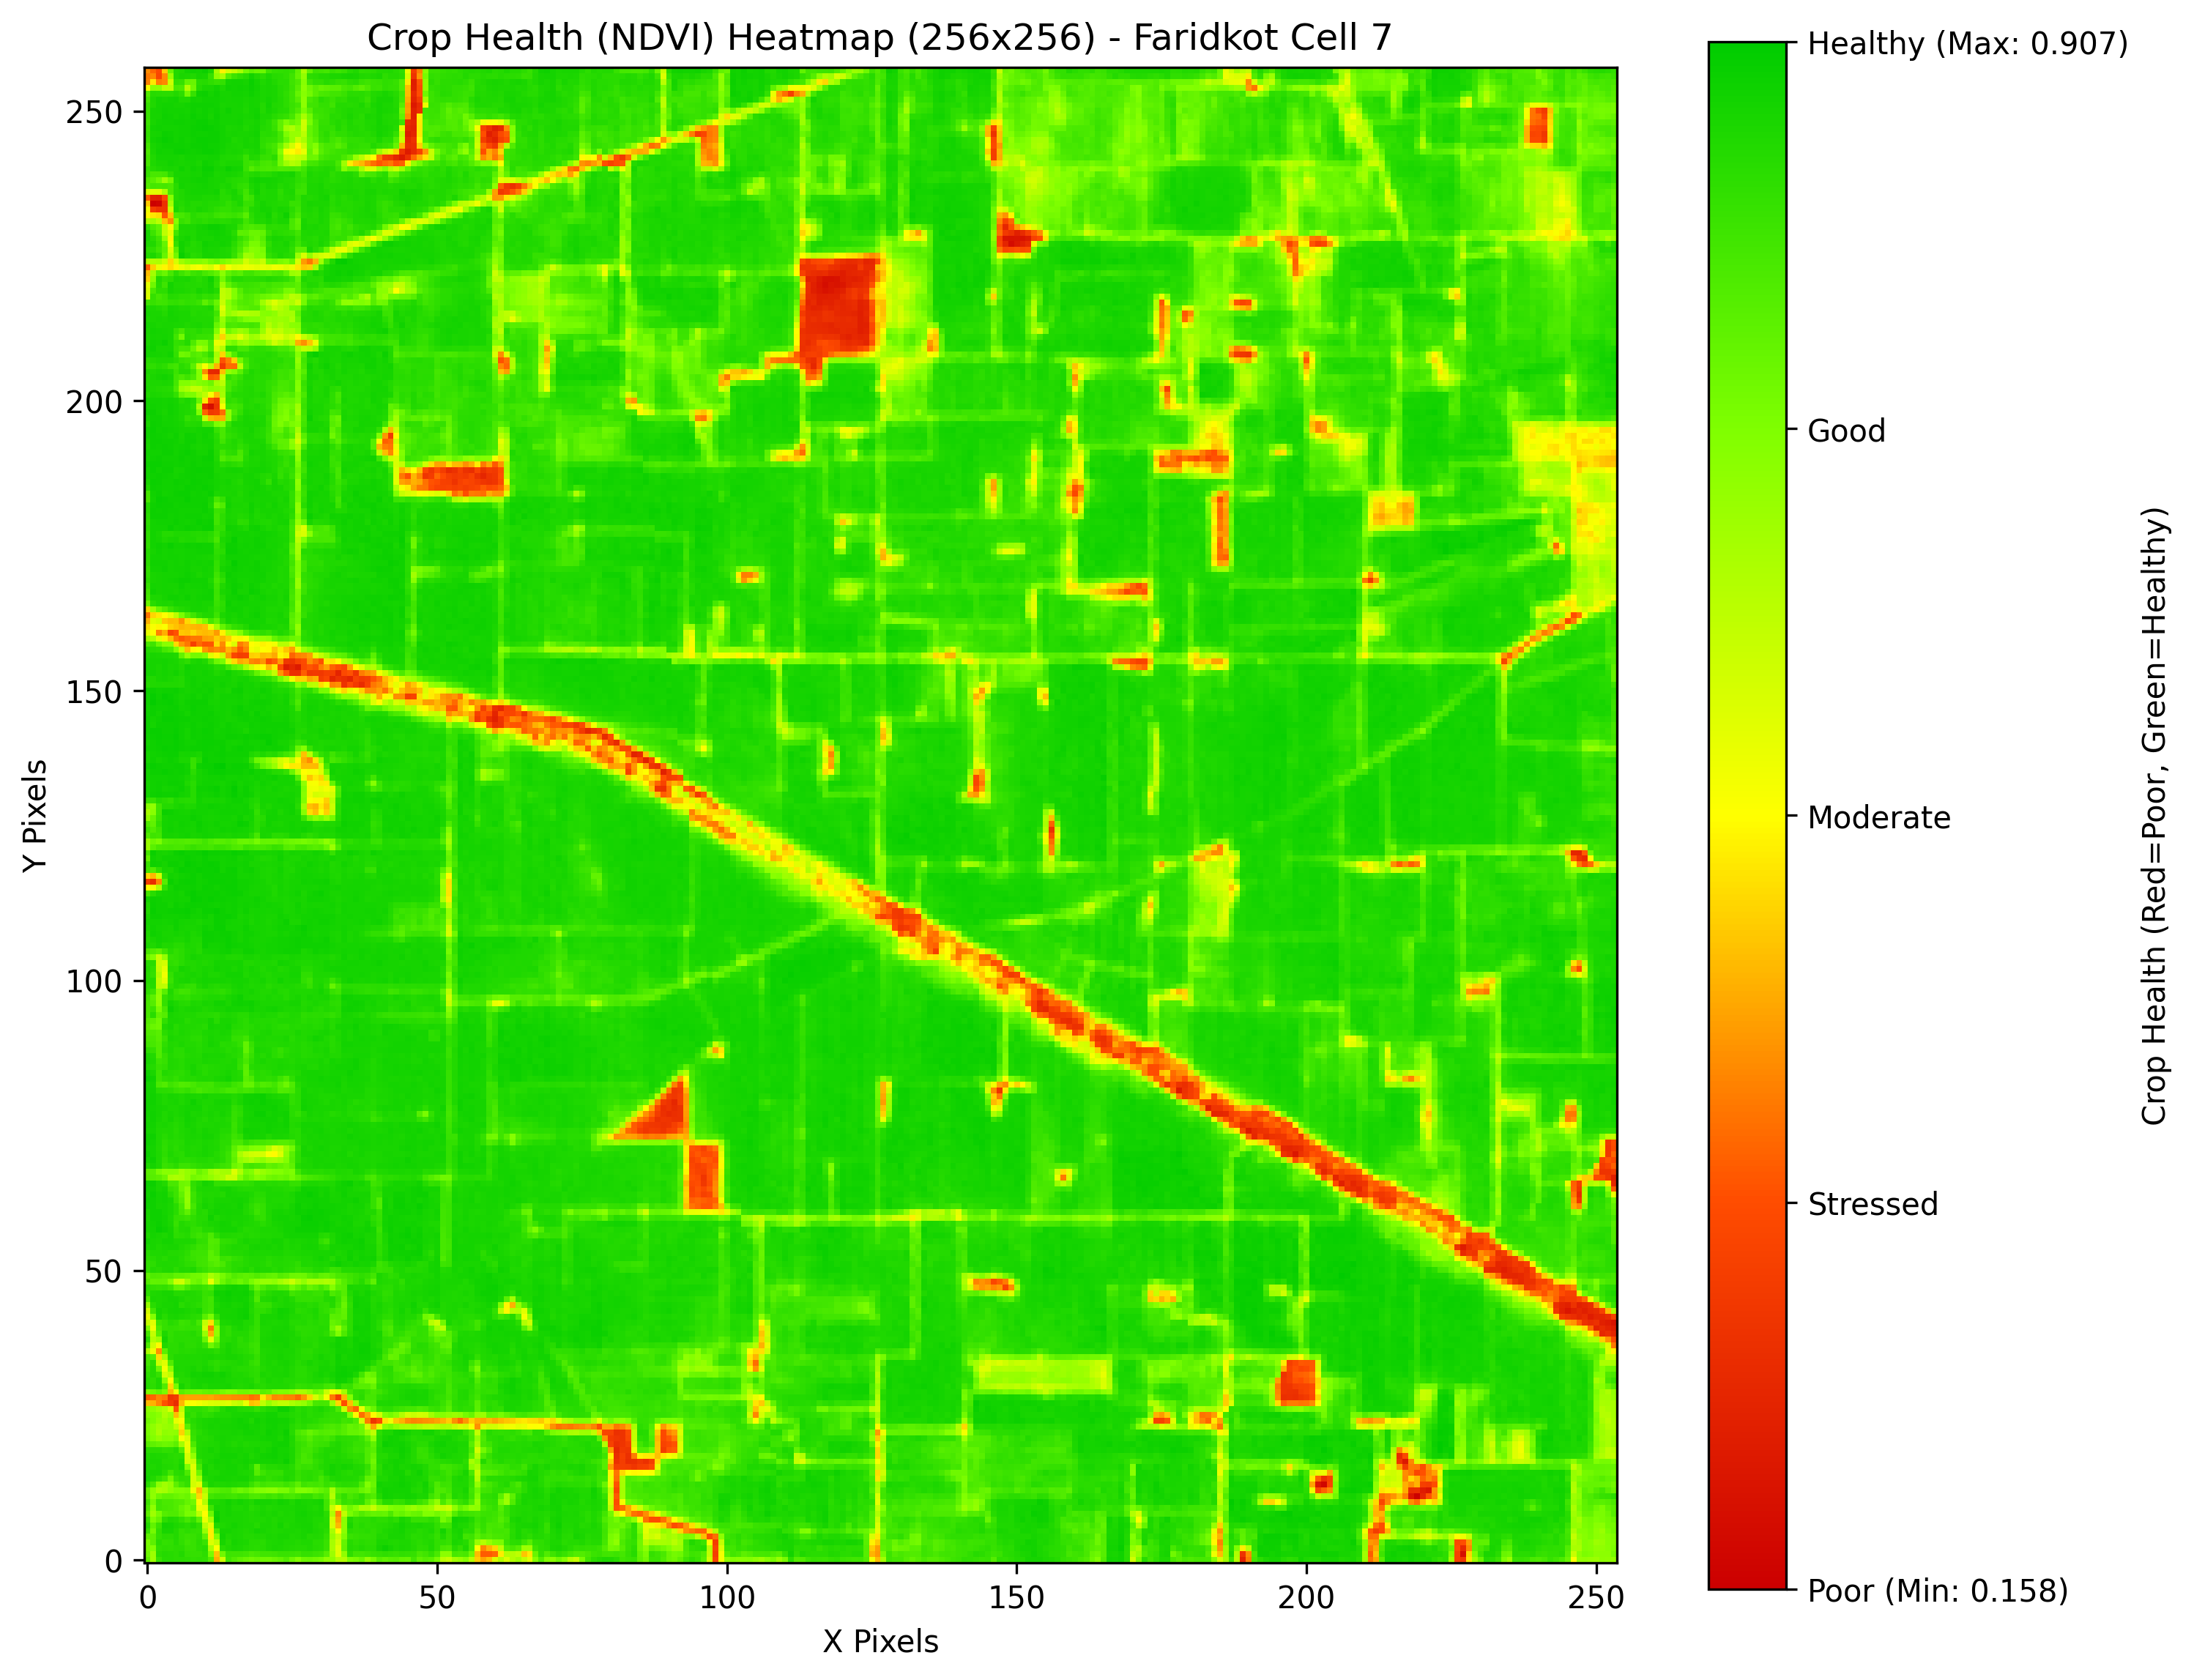 Crop Health (NDVI) Heatmap (256x256) - Faridkot Cell 7
Healthy (Max: 0.907)
Good
Moderate
Stressed
Poor (Min: 0.158)
Crop Health (Red=Poor, Green=Healthy)
Y Pixels
250
200
150
100
50
0
0 50 100 150 200 250
X Pixels